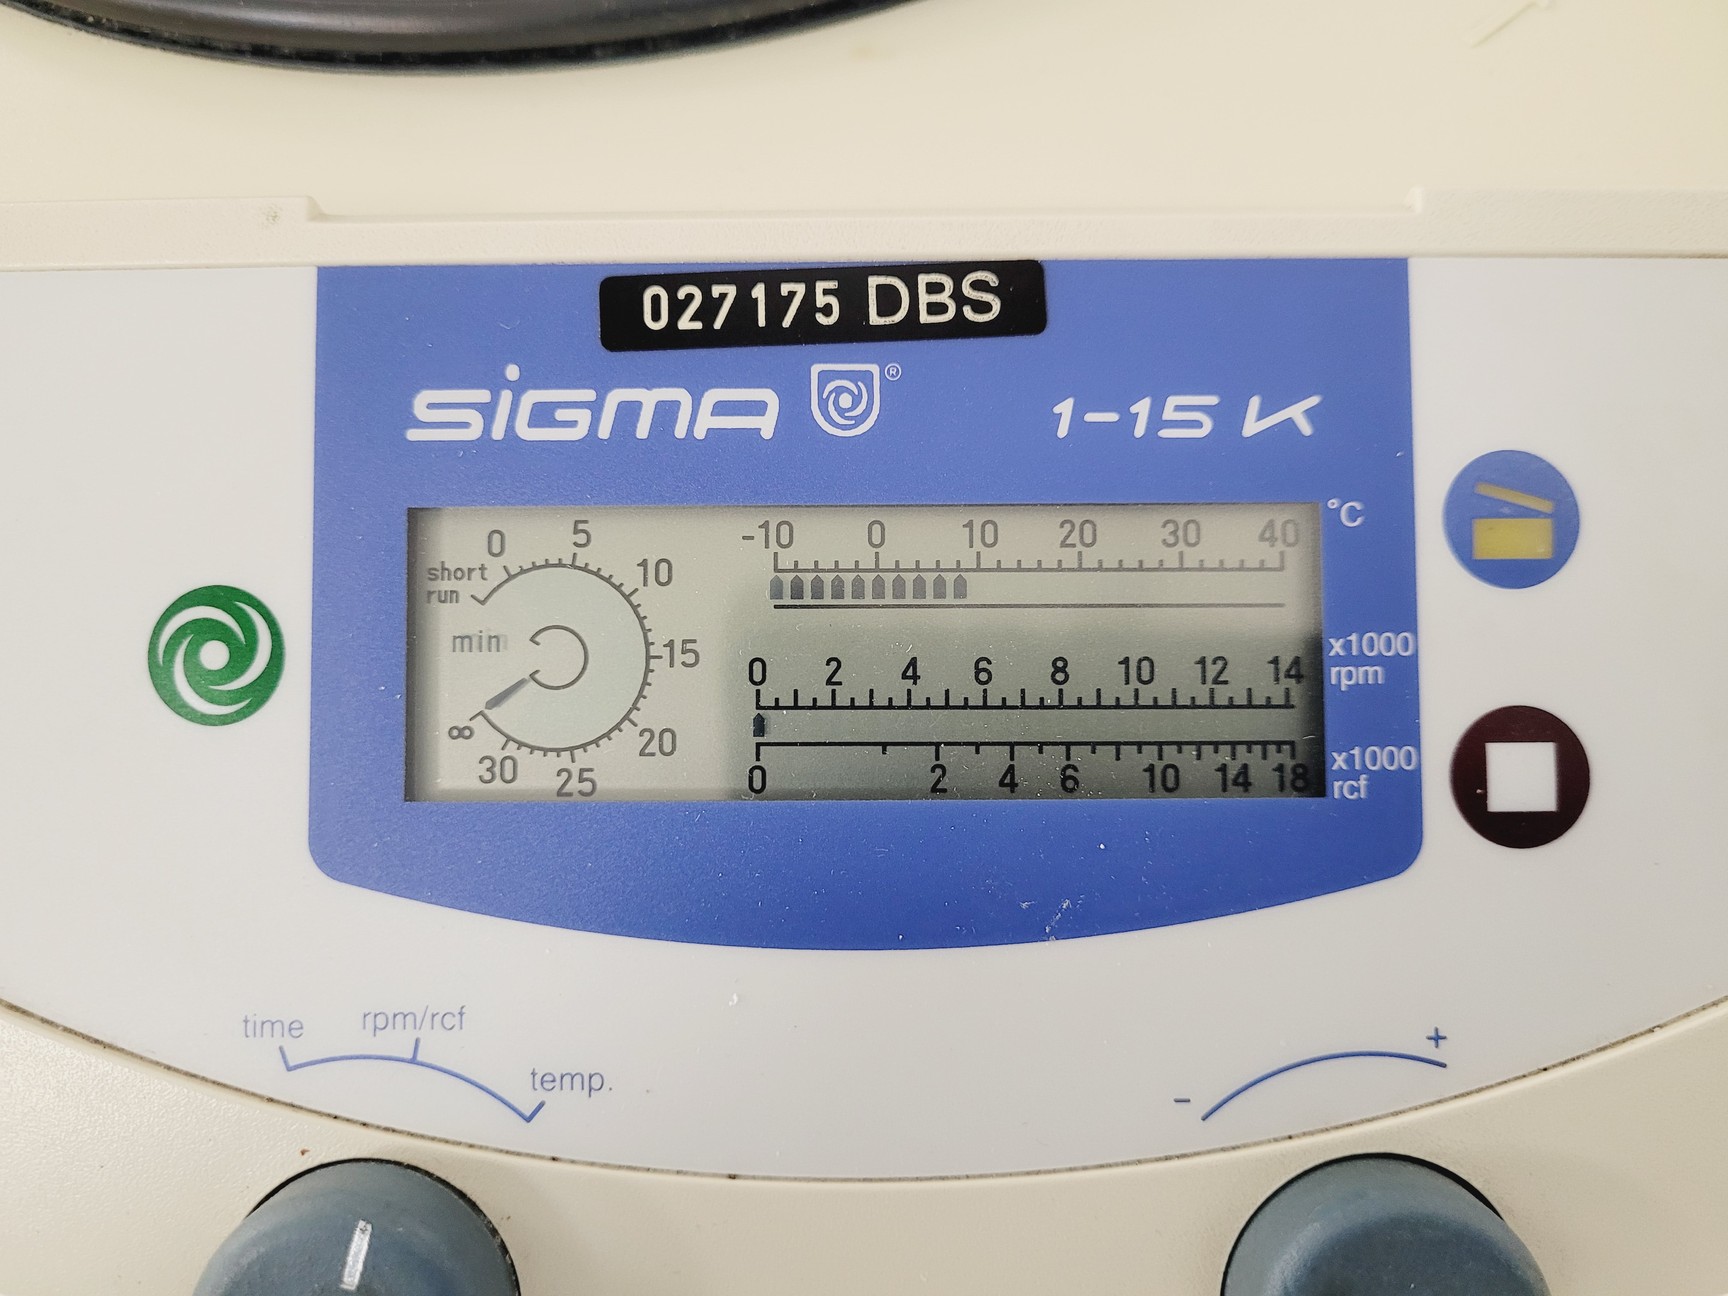 027175 DBS
SIGMA ® 1-15 K
°C
-10 0 10 20 30 40
0 5 10 15 20 25 30 ∞
short
run
min
x1000
rpm
0 2 4 6 8 10 12 14
0 2 4 6 10 14 18
x1000
rcf
time rpm/rcf temp.
- +